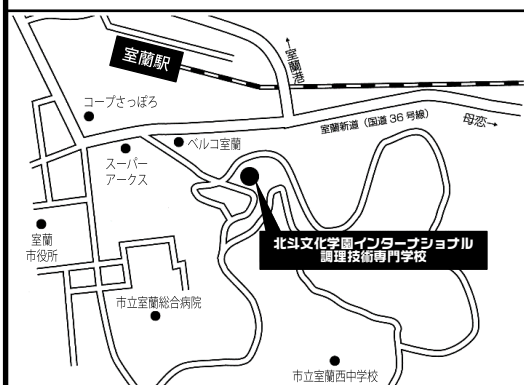 室蘭駅
←室蘭港
コープさっぽろ
室蘭新道（国道36号線）
母恋→
ベルコ室蘭
スーパー
アークス
室蘭
市役所
北斗文化学園インターナショナル
調理技術専門学校
市立室蘭総合病院
市立室蘭西中学校